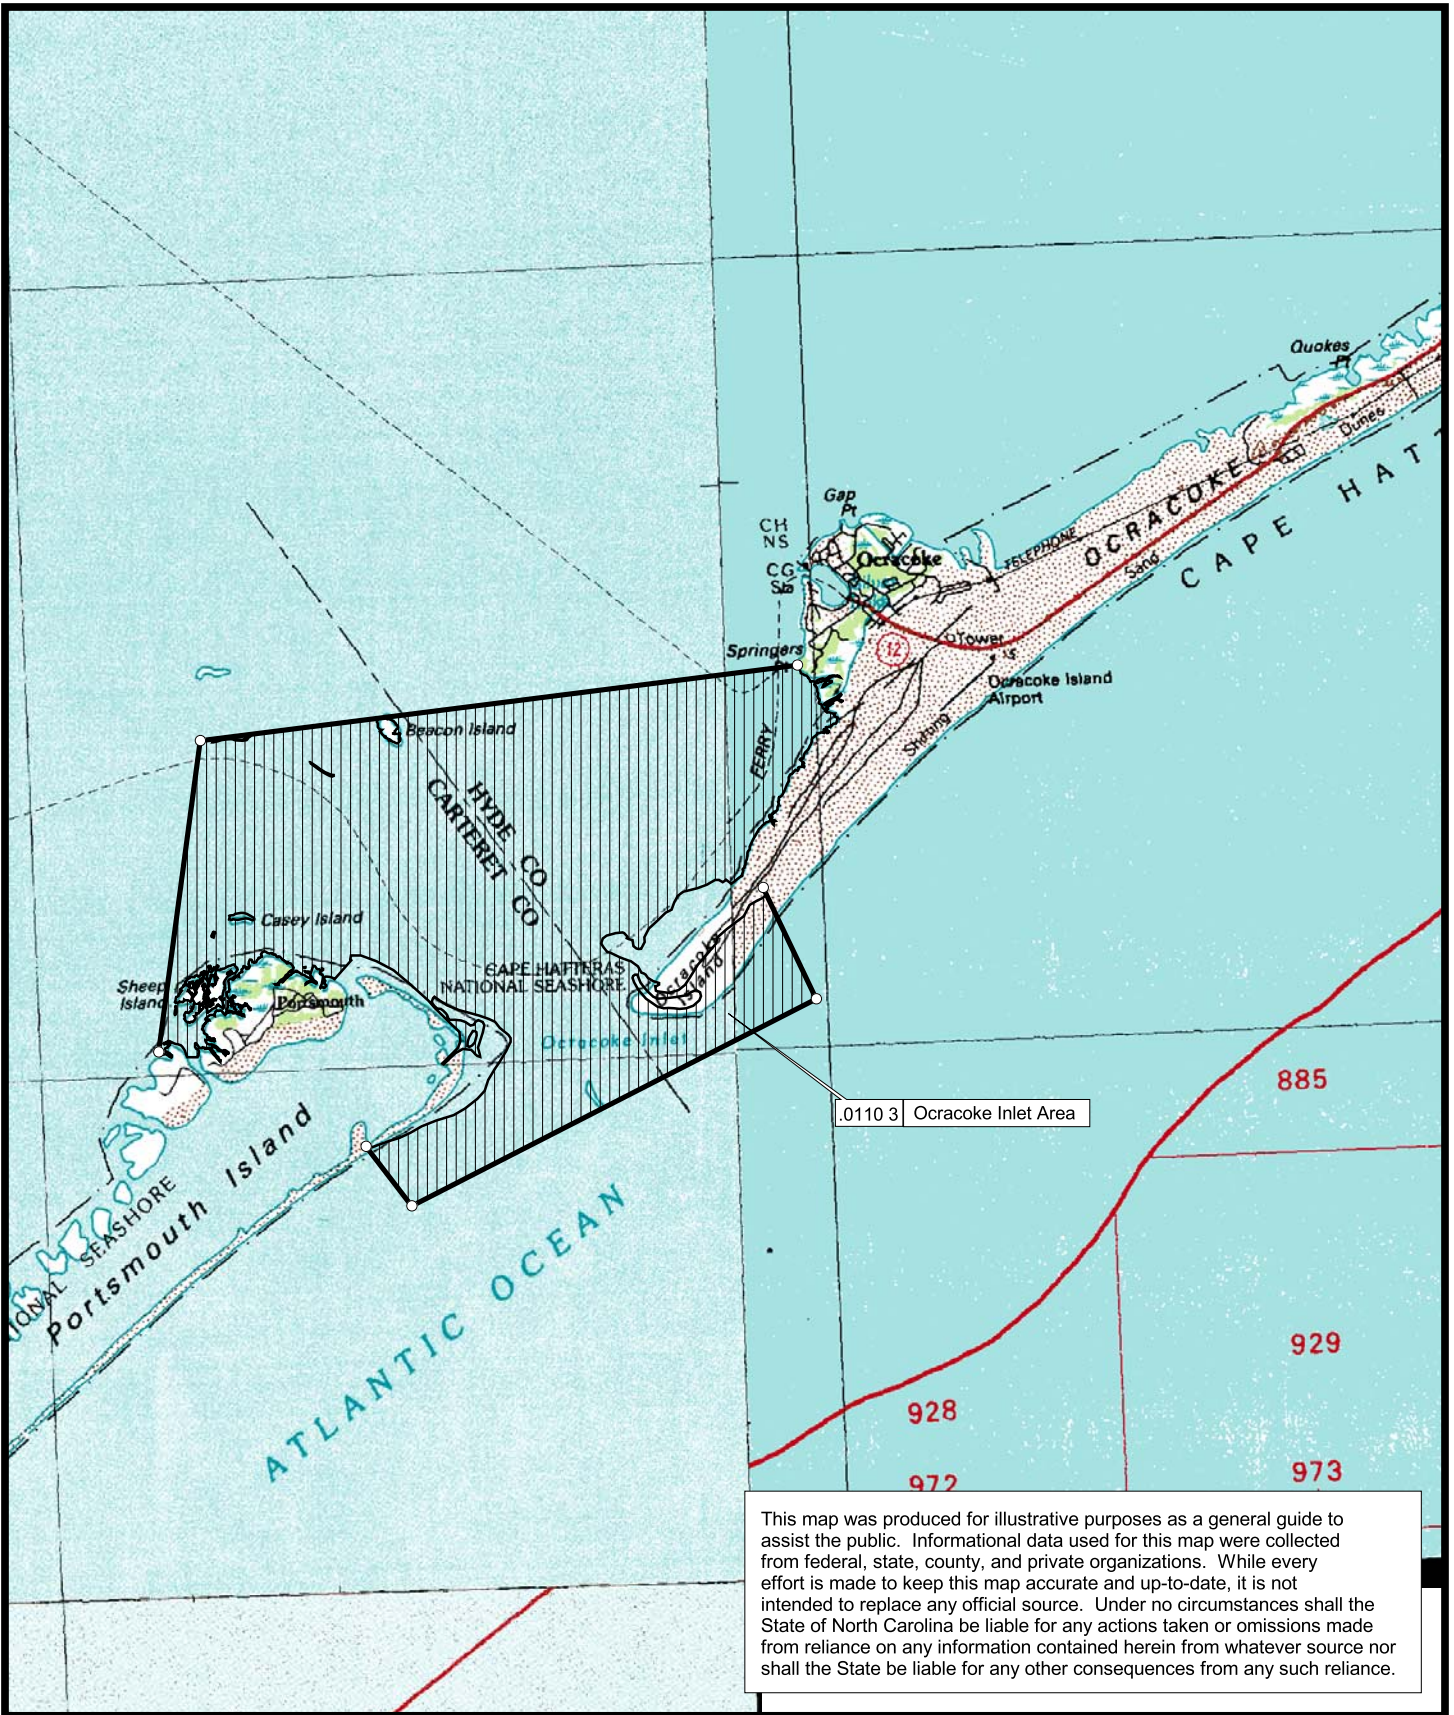 Quokes
Pt
Dunes
CAPE HATT
OCRACOKE
Sand
TELEPHONE
Gap
Pt
CH
NS
Ocracoke
CG
Sta
12
Tower
Springers
Pt
Ocracoke Island
Airport
Shoung
FERRY
Beacon Island
HYDE CO
CARTERET CO
Casey Island
CAPE HATTERAS
NATIONAL SEASHORE
Ocracoke
Island
Sheep
Island
Portsmouth
Ocracoke Inlet
.0110 3 Ocracoke Inlet Area
885
Portsmouth Island
IONAL SEASHORE
ATLANTIC OCEAN
929
928
973
972
This map was produced for illustrative purposes as a general guide to
assist the public. Informational data used for this map were collected
from federal, state, county, and private organizations. While every
effort is made to keep this map accurate and up-to-date, it is not
intended to replace any official source. Under no circumstances shall the
State of North Carolina be liable for any actions taken or omissions made
from reliance on any information contained herein from whatever source nor
shall the State be liable for any other consequences from any such reliance.